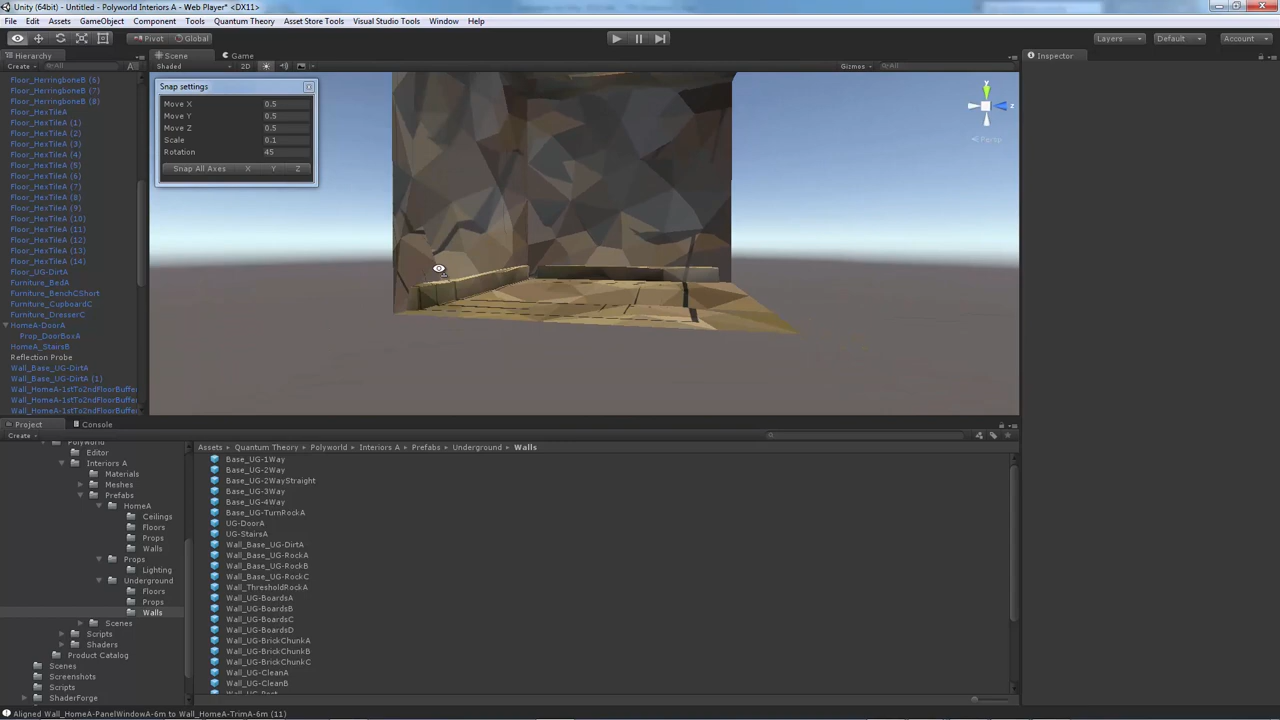 Unity (64bit) - Untitled - Polyworld Interiors A - Web Player* <DX11>
File Edit Assets GameObject Component Tools Quantum Theory Asset Store Tools Visual Studio Tools Window Help
Pivot Global Layers Default Account
Hierarchy Scene Game Inspector
Create All Shaded 2D Gizmos All
Floor_HerringboneB (6)
Floor_HerringboneB (7)
Floor_HerringboneB (8)
Floor_HexTileA
Floor_HexTileA (1)
Floor_HexTileA (2)
Floor_HexTileA (3)
Floor_HexTileA (4)
Floor_HexTileA (5)
Floor_HexTileA (6)
Floor_HexTileA (7)
Floor_HexTileA (8)
Floor_HexTileA (9)
Floor_HexTileA (10)
Floor_HexTileA (11)
Floor_HexTileA (12)
Floor_HexTileA (13)
Floor_HexTileA (14)
Floor_UG-DirtA
Furniture_BedA
Furniture_BenchCShort
Furniture_CupboardC
Furniture_DresserC
HomeA-DoorA
Prop_DoorBoxA
HomeA_StairsB
Reflection Probe
Wall_Base_UG-DirtA
Wall_Base_UG-DirtA (1)
Wall_HomeA-1stTo2ndFloorBuffer
Wall_HomeA-1stTo2ndFloorBuffer
Wall_HomeA-1stTo2ndFloorBuffer
Snap settings
Move X 0.5
Move Y 0.5
Move Z 0.5
Scale 0.1
Rotation 45
Snap All Axes X Y Z
y
z
Persp
Project Console
Create
Polyworld
Editor
Interiors A
Materials
Meshes
Prefabs
HomeA
Ceilings
Floors
Props
Walls
Props
Lighting
Underground
Floors
Props
Walls
Scenes
Scripts
Shaders
Product Catalog
Scenes
Screenshots
Scripts
ShaderForge
Assets Quantum Theory Polyworld Interiors A Prefabs Underground Walls
Base_UG-1Way
Base_UG-2Way
Base_UG-2WayStraight
Base_UG-3Way
Base_UG-4Way
Base_UG-TurnRockA
UG-DoorA
UG-StairsA
Wall_Base_UG-DirtA
Wall_Base_UG-RockA
Wall_Base_UG-RockB
Wall_Base_UG-RockC
Wall_ThresholdRockA
Wall_UG-BoardsA
Wall_UG-BoardsB
Wall_UG-BoardsC
Wall_UG-BoardsD
Wall_UG-BrickChunkA
Wall_UG-BrickChunkB
Wall_UG-BrickChunkC
Wall_UG-CleanA
Wall_UG-CleanB
Aligned Wall_HomeA-PanelWindowA-6m to Wall_HomeA-TrimA-6m (11)